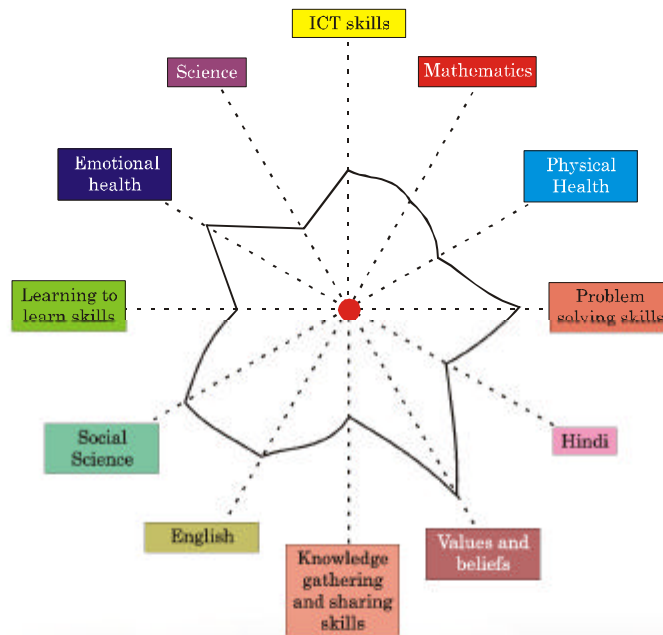 ICT skills
Science
Mathematics
Emotional
health
Physical
Health
Learning to
learn skills
Problem
solving skills
Social
Science
Hindi
English
Values and
beliefs
Knowledge
gathering
and sharing
skills